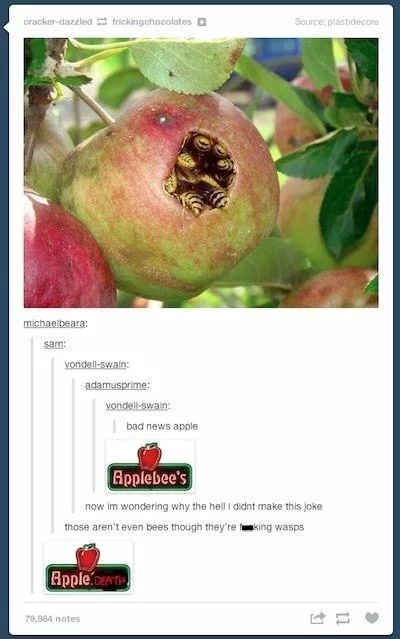 cracker-dazzled frickingchocolates Source: plastidecore
michaelbeara:
sam:
vondell-swain:
adamusprime:
vondell-swain:
bad news apple
Applebee's
now im wondering why the hell i didnt make this joke
those aren't even bees though they're f king wasps
Apple. DEATH.
79,984 notes